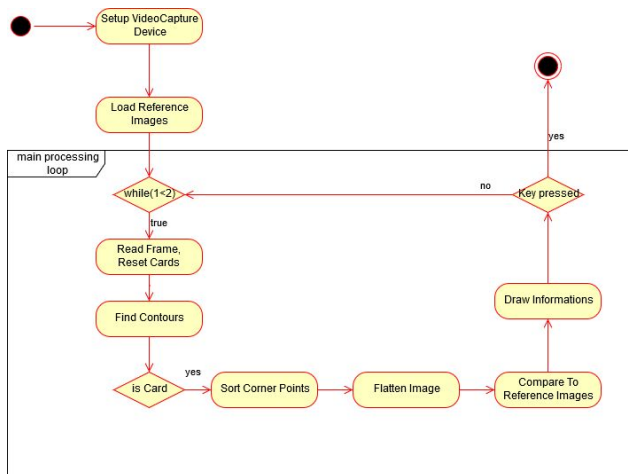 Setup VideoCapture
Device
Load Reference
Images
yes
main processing
loop
while(1<2)
no
Key pressed
true
Read Frame,
Reset Cards
Draw Informations
Find Contours
is Card
yes
Sort Corner Points
Flatten Image
Compare To
Reference Images